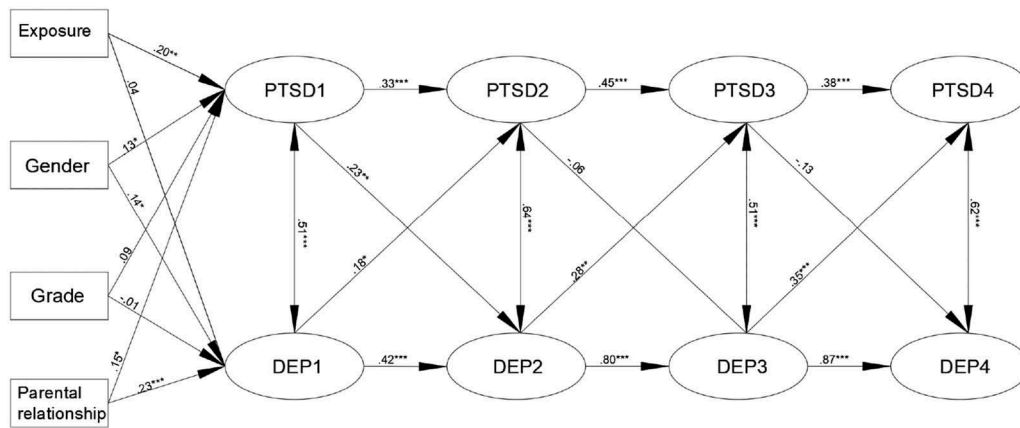 Exposure
.20**
.04
PTSD1
.33***
PTSD2
.45***
PTSD3
.38***
PTSD4
Gender
.13*
.14*
.23**
-.06
-.13
.51***
.64***
.51***
.62***
.09
.18*
.28**
.35***
Grade
-.01
.15*
DEP1
.42***
DEP2
.80***
DEP3
.87***
DEP4
Parental
relationship
.23***